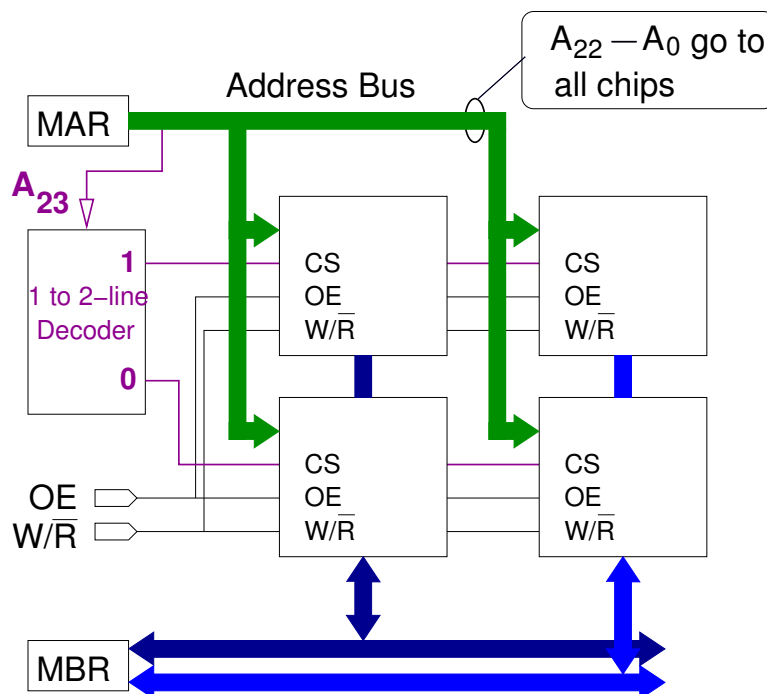 A₂₂ — A₀ go to
all chips
Address Bus
MAR
A₂₃
1
1 to 2-line
Decoder
0
CS
OE
W/R̅
CS
OE
W/R̅
CS
OE
W/R̅
CS
OE
W/R̅
OE
W/R̅
MBR